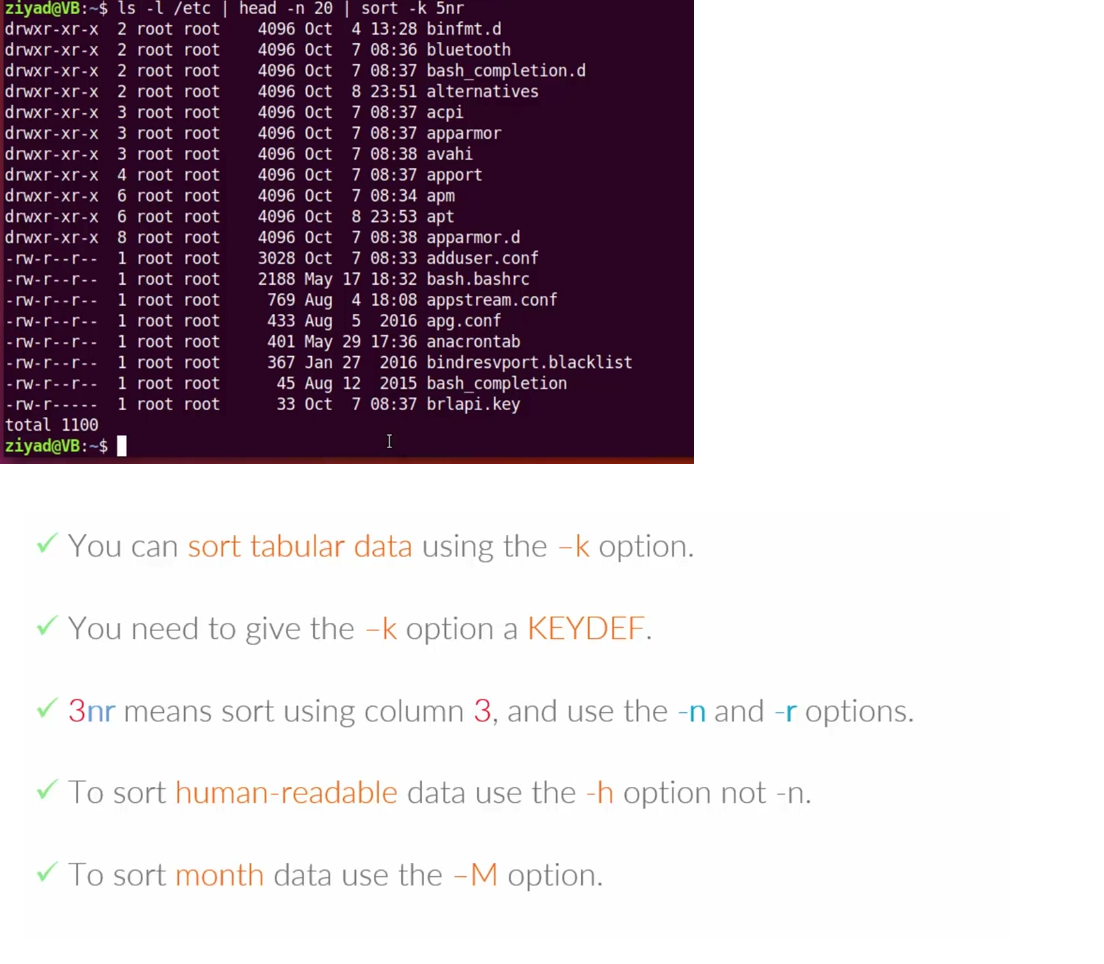 ziyad@VB:~$ ls -l /etc | head -n 20 | sort -k 5nr
drwxr-xr-x  2 root root    4096 Oct  4 13:28 binfmt.d
drwxr-xr-x  2 root root    4096 Oct  7 08:36 bluetooth
drwxr-xr-x  2 root root    4096 Oct  7 08:37 bash_completion.d
drwxr-xr-x  2 root root    4096 Oct  8 23:51 alternatives
drwxr-xr-x  3 root root    4096 Oct  7 08:37 acpi
drwxr-xr-x  3 root root    4096 Oct  7 08:37 apparmor
drwxr-xr-x  3 root root    4096 Oct  7 08:38 avahi
drwxr-xr-x  4 root root    4096 Oct  7 08:37 apport
drwxr-xr-x  6 root root    4096 Oct  7 08:34 apm
drwxr-xr-x  6 root root    4096 Oct  8 23:53 apt
drwxr-xr-x  8 root root    4096 Oct  7 08:38 apparmor.d
-rw-r--r--  1 root root    3028 Oct  7 08:33 adduser.conf
-rw-r--r--  1 root root    2188 May 17 18:32 bash.bashrc
-rw-r--r--  1 root root     769 Aug  4 18:08 appstream.conf
-rw-r--r--  1 root root     433 Aug  5  2016 apg.conf
-rw-r--r--  1 root root     401 May 29 17:36 anacrontab
-rw-r--r--  1 root root     367 Jan 27  2016 bindresvport.blacklist
-rw-r--r--  1 root root      45 Aug 12  2015 bash_completion
-rw-r-----  1 root root      33 Oct  7 08:37 brlapi.key
total 1100
ziyad@VB:~$
✓ You can sort tabular data using the –k option.
✓ You need to give the –k option a KEYDEF.
✓ 3nr means sort using column 3, and use the -n and -r options.
✓ To sort human-readable data use the -h option not -n.
✓ To sort month data use the –M option.